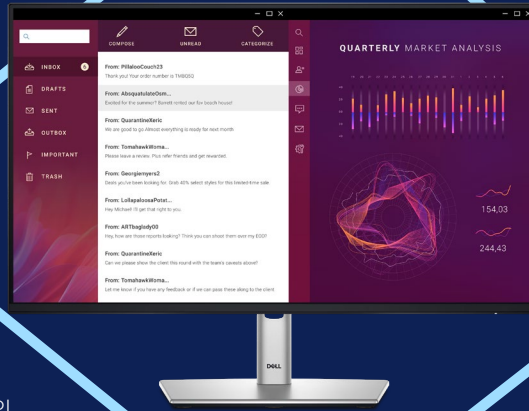 COMPOSE
UNREAD
CATEGORIZE
QUARTERLY MARKET ANALYSIS
INBOX 6
DRAFTS
SENT
OUTBOX
IMPORTANT
TRASH
From: PillalooCouch23
Thank you! Your order number is TMBQSQ
From: AbsquatulateOsm...
Excited for the summer? Barrett rented our fav beach house!
From: QuarantineXeric
We are good to go Almost everything is ready for next month
From: TomahawkWoma...
Please leave a review. Plus refer friends and get rewarded.
From: Georgiemyers2
Deals you've been looking for. Grab 40% select styles for this limited-time sale
From: LollapaloosaPotat...
Hey Michael! I'll get that right to you.
From: ARTbaglady00
Hey, how are those reports looking? Think you can shoot them over my EOD?
From: QuarantineXeric
Can we please show the client this round with the team's caveats above?
From: TomahawkWoma...
Let me know if you have any feedback or if we can pass these along to the client
154,03
244,43
DELL